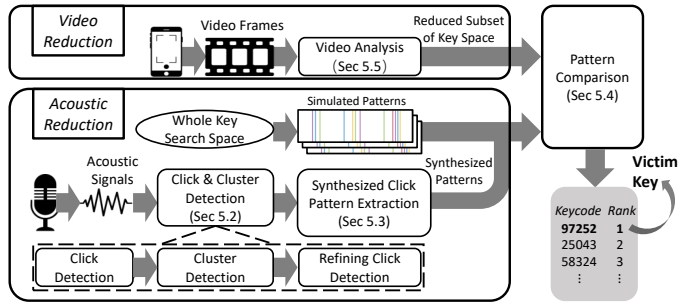 Video
Reduction
Video Frames
Video Analysis
(Sec 5.5)
Reduced Subset
of Key Space
Pattern
Comparison
(Sec 5.4)
Acoustic
Reduction
Whole Key
Search Space
Simulated Patterns
Synthesized
Patterns
Acoustic
Signals
Click & Cluster
Detection
(Sec 5.2)
Synthesized Click
Pattern Extraction
(Sec 5.3)
Click
Detection
Cluster
Detection
Refining Click
Detection
Victim
Key
Keycode Rank
97252 1
25043 2
58324 3
⋮ ⋮